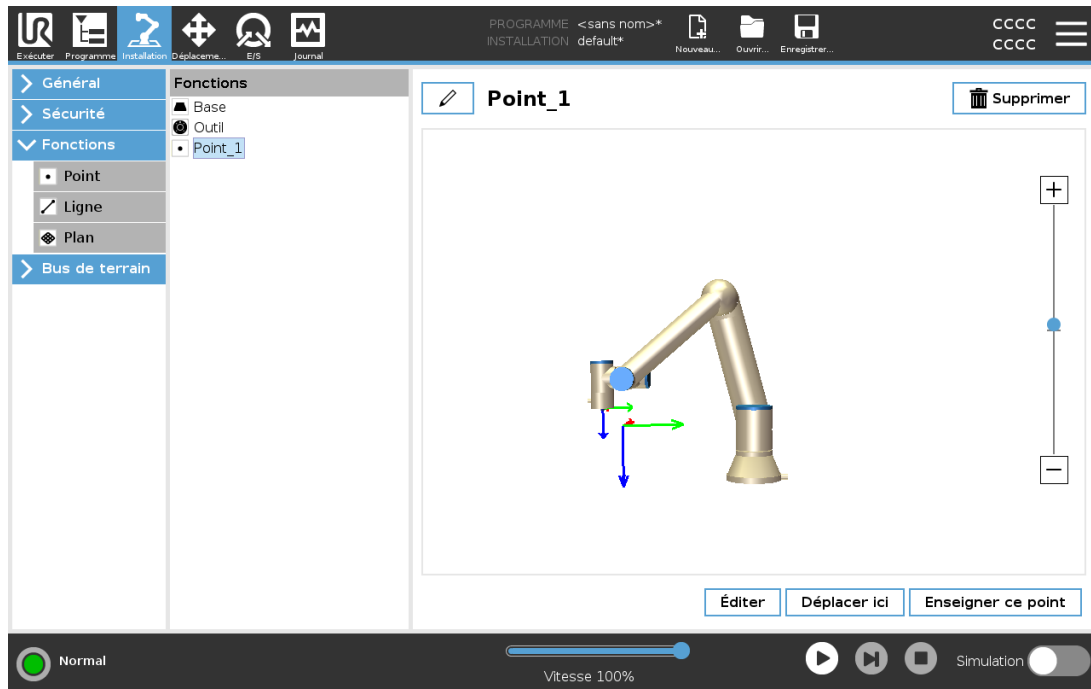 PROGRAMME <sans nom>*
INSTALLATION default*
Exécuter Programme Installation Déplaceme... E/S Journal
Nouveau... Ouvrir... Enregistrer...
CCCC
CCCC
Général
Sécurité
Fonctions
Point
Ligne
Plan
Bus de terrain
Fonctions
Base
Outil
Point_1
Point_1
Supprimer
Éditer Déplacer ici Enseigner ce point
Normal
Vitesse 100%
Simulation